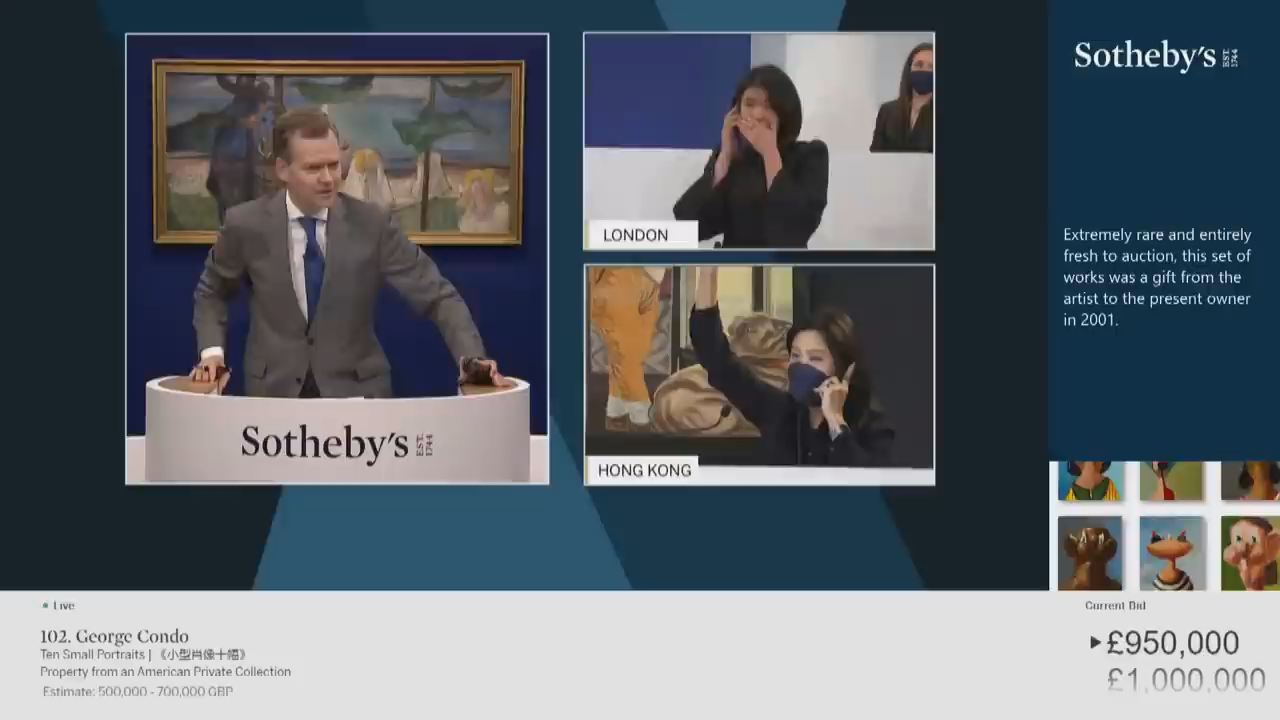 Sotheby's EST. 1744
Extremely rare and entirely
fresh to auction, this set of
works was a gift from the
artist to the present owner
in 2001.
LONDON
Sotheby's EST. 1744
HONG KONG
Live
102. George Condo
Ten Small Portraits | 《小型肖像十幅》
Property from an American Private Collection
Estimate: 500,000 - 700,000 GBP
Current Bid
£950,000
£1,000,000